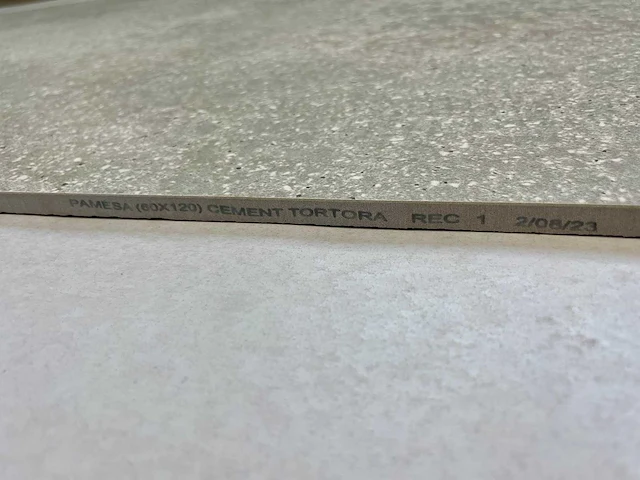 PAMESA (60X120) CEMENT TORTORA REC 1 2/08/23